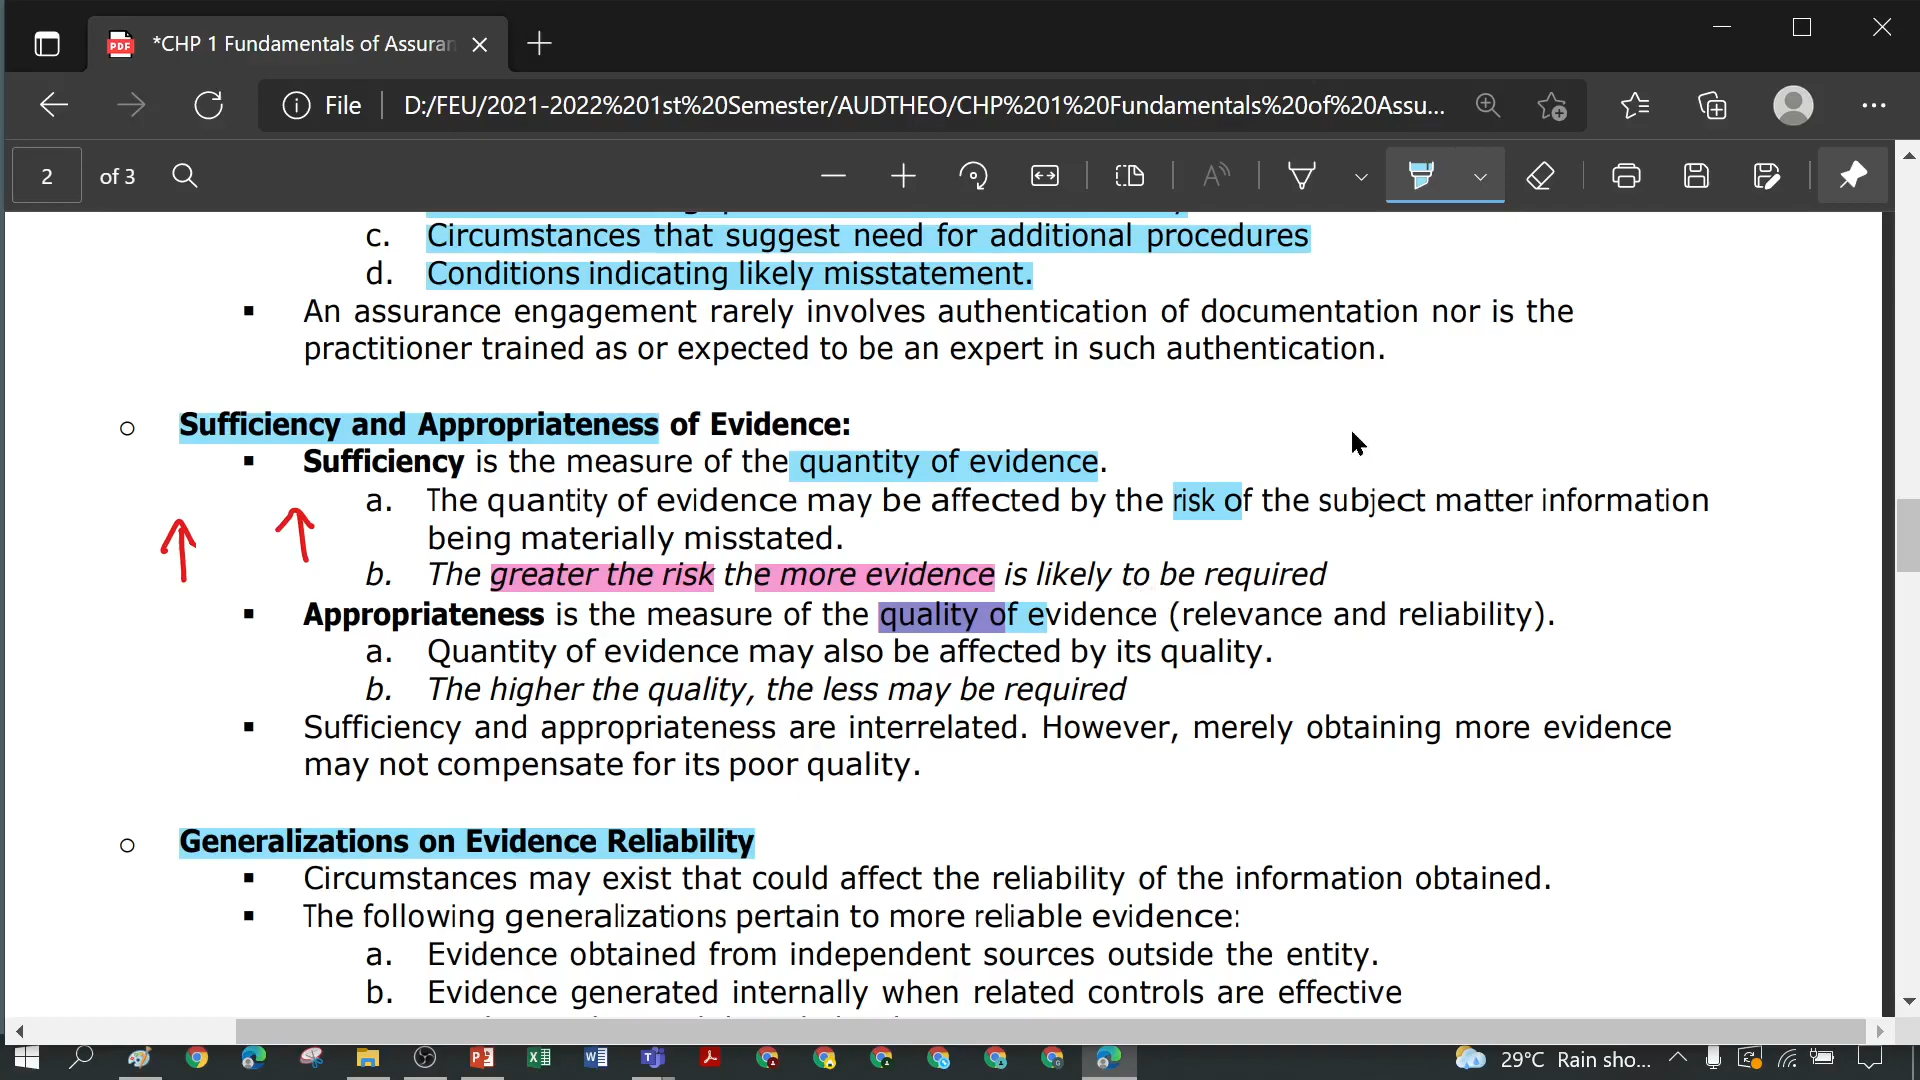 *CHP 1 Fundamentals of Assuran
File
D:/FEU/2021-2022%201st%20Semester/AUDTHEO/CHP%201%20Fundamentals%20of%20Assu...
2 of 3
c. Circumstances that suggest need for additional procedures
d. Conditions indicating likely misstatement.
▪ An assurance engagement rarely involves authentication of documentation nor is the
practitioner trained as or expected to be an expert in such authentication.
o Sufficiency and Appropriateness of Evidence:
▪ Sufficiency is the measure of the quantity of evidence.
a. The quantity of evidence may be affected by the risk of the subject matter information
being materially misstated.
b. The greater the risk the more evidence is likely to be required
▪ Appropriateness is the measure of the quality of evidence (relevance and reliability).
a. Quantity of evidence may also be affected by its quality.
b. The higher the quality, the less may be required
▪ Sufficiency and appropriateness are interrelated. However, merely obtaining more evidence
may not compensate for its poor quality.
o Generalizations on Evidence Reliability
▪ Circumstances may exist that could affect the reliability of the information obtained.
▪ The following generalizations pertain to more reliable evidence:
a. Evidence obtained from independent sources outside the entity.
b. Evidence generated internally when related controls are effective
29°C Rain sho...